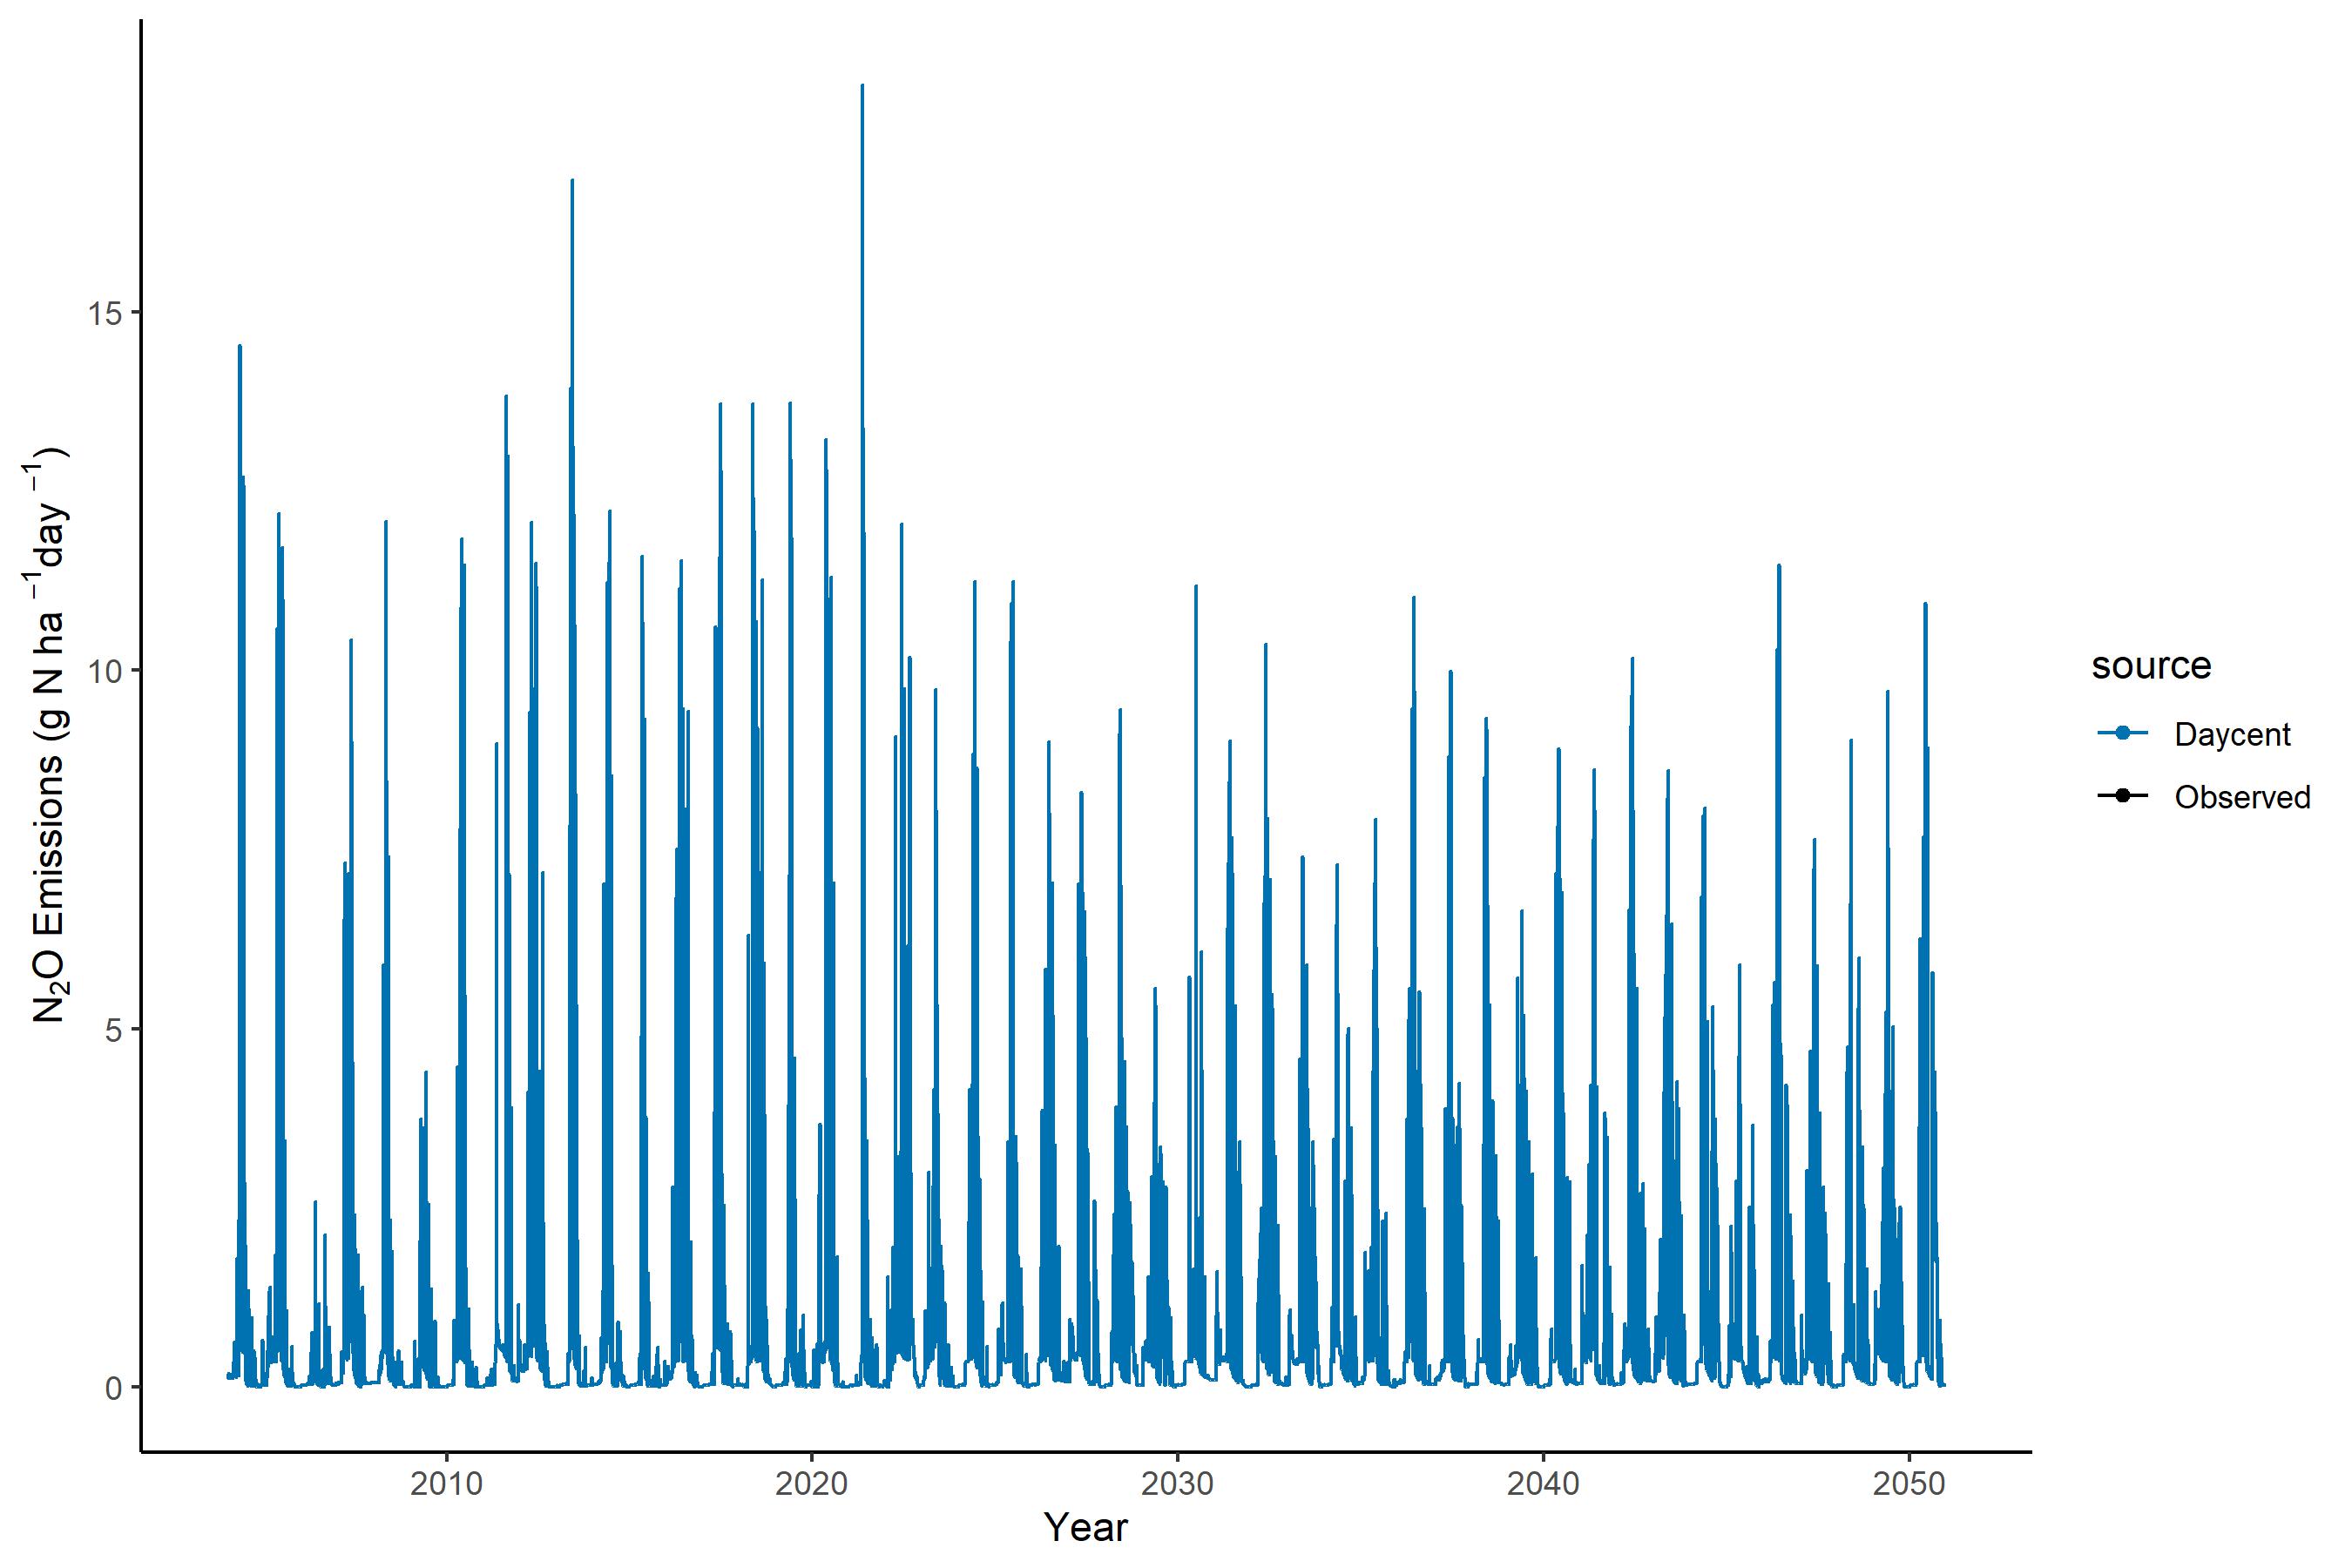 N₂O Emissions (g N ha ⁻¹day ⁻¹)
15
10
5
0
2010 2020 2030 2040 2050
Year
source
Daycent
Observed